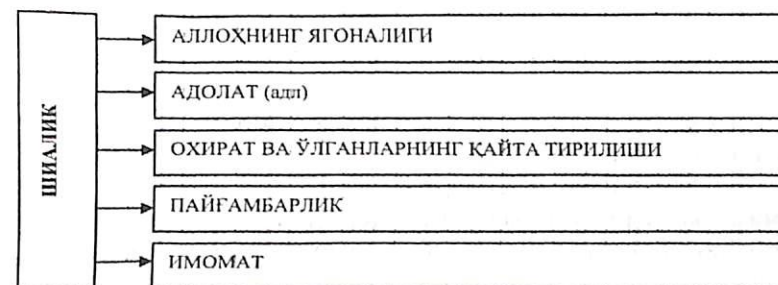 ШИАЛИК
АЛЛОҲНИНГ ЯГОНАЛИГИ
АДОЛАТ (адл)
ОХИРАТ ВА ЎЛГАНЛАРНИНГ ҚАЙТА ТИРИЛИШИ
ПАЙҒАМБАРЛИК
ИМОМАТ